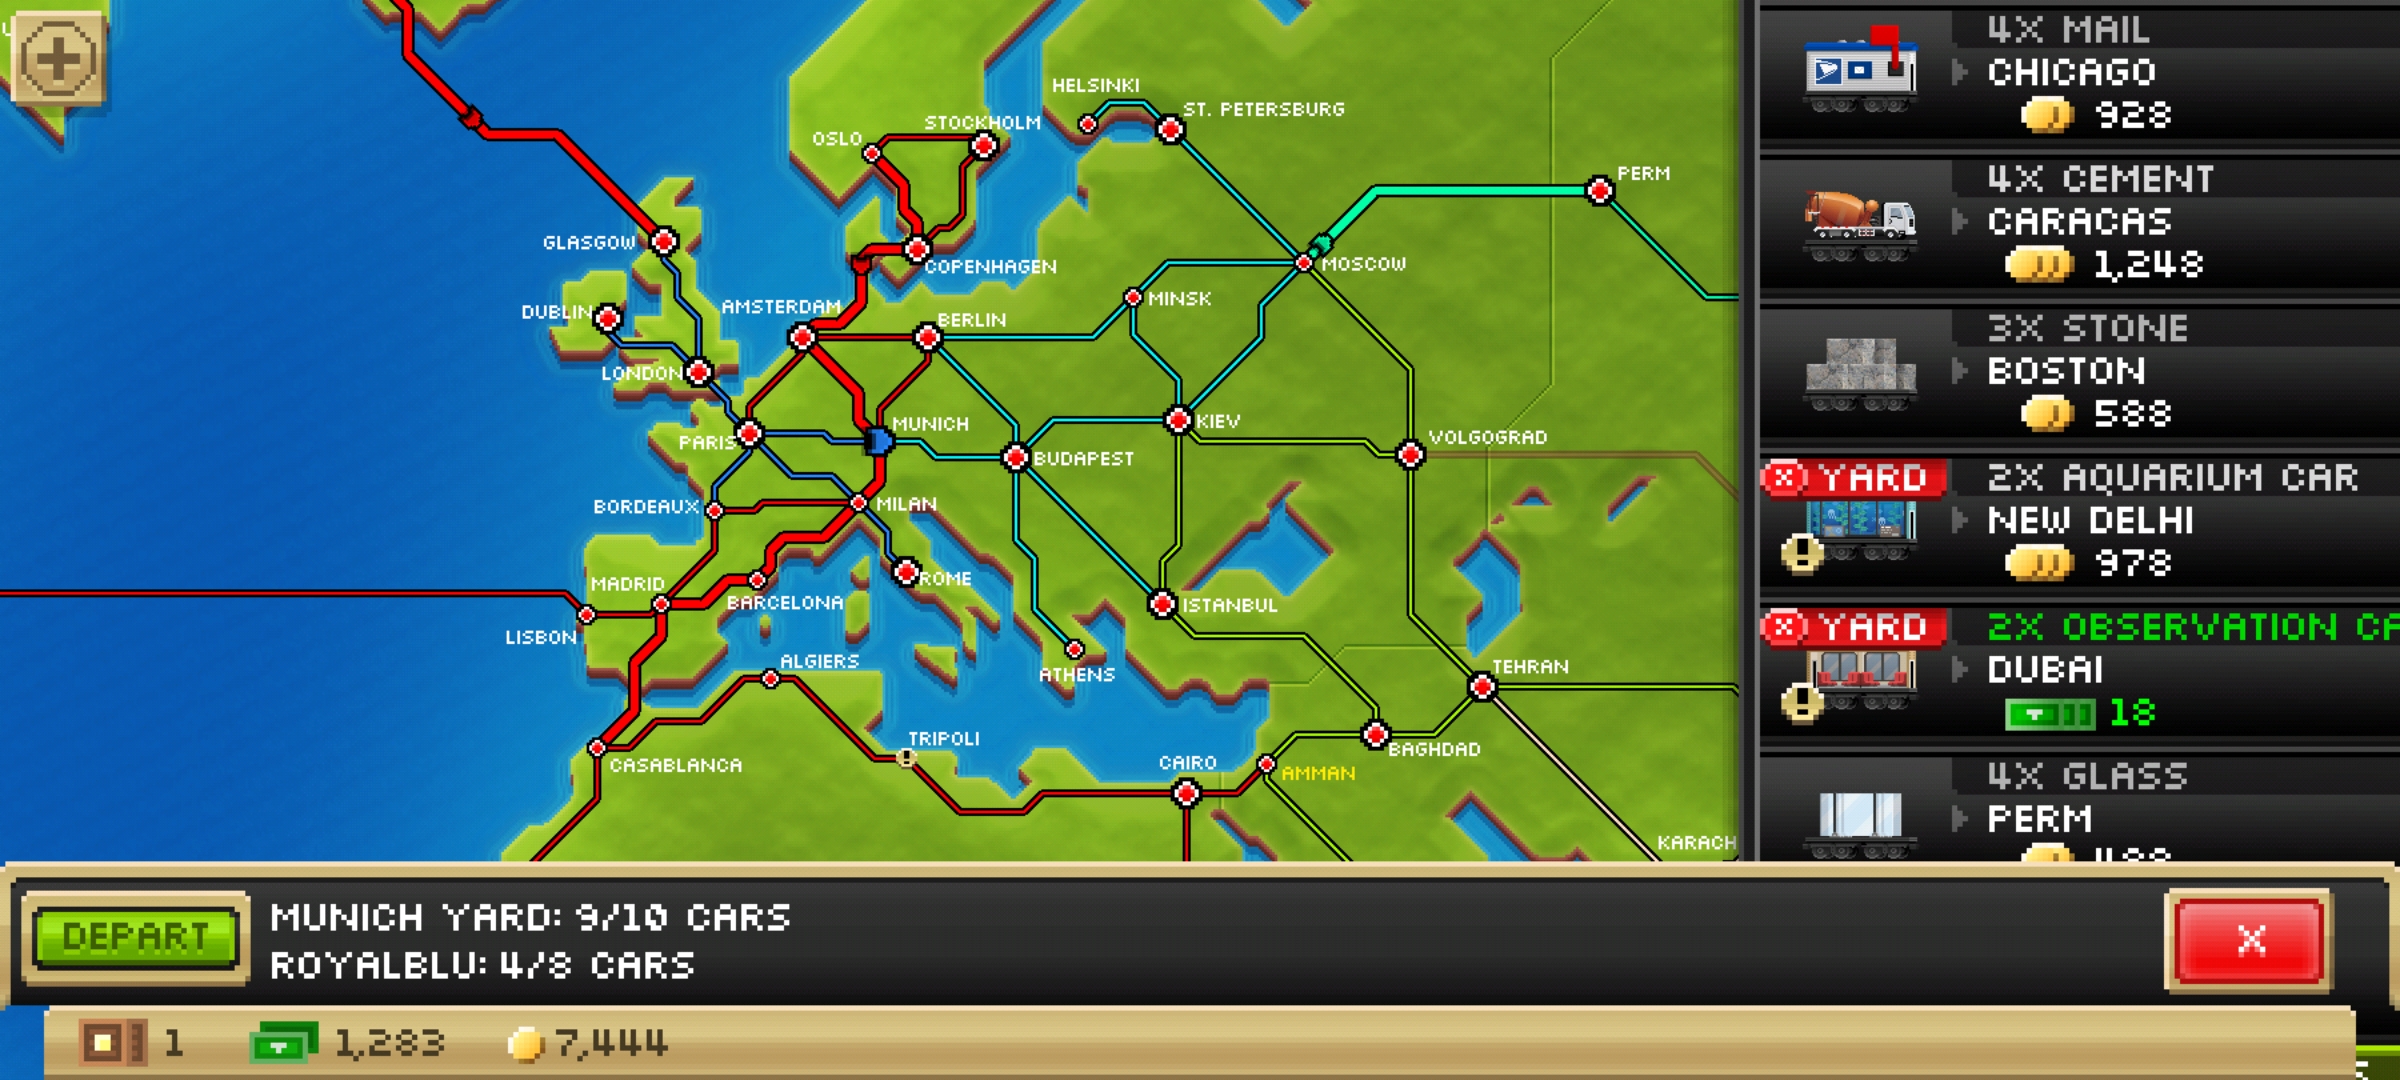 HELSINKI
ST. PETERSBURG
STOCKHOLM
OSLO
PERM
GLASGOW
COPENHAGEN
MOSCOW
DUBLIN
AMSTERDAM
MINSK
BERLIN
LONDON
MUNICH
KIEV
PARIS
BUDAPEST
VOLGOGRAD
BORDEAUX
MILAN
MADRID
ROME
BARCELONA
ISTANBUL
LISBON
ALGIERS
ATHENS
TEHRAN
TRIPOLI
CASABLANCA
CAIRO
BAGHDAD
AMMAN
KARACH
4X MAIL
CHICAGO
928
4X CEMENT
CARACAS
1,248
3X STONE
BOSTON
588
X YARD 2X AQUARIUM CAR
NEW DELHI
978
X YARD 2X OBSERVATION CA
DUBAI
18
4X GLASS
PERM
DEPART
MUNICH YARD: 9/10 CARS
ROYALBLU: 4/8 CARS
X
1 1,283 7,444